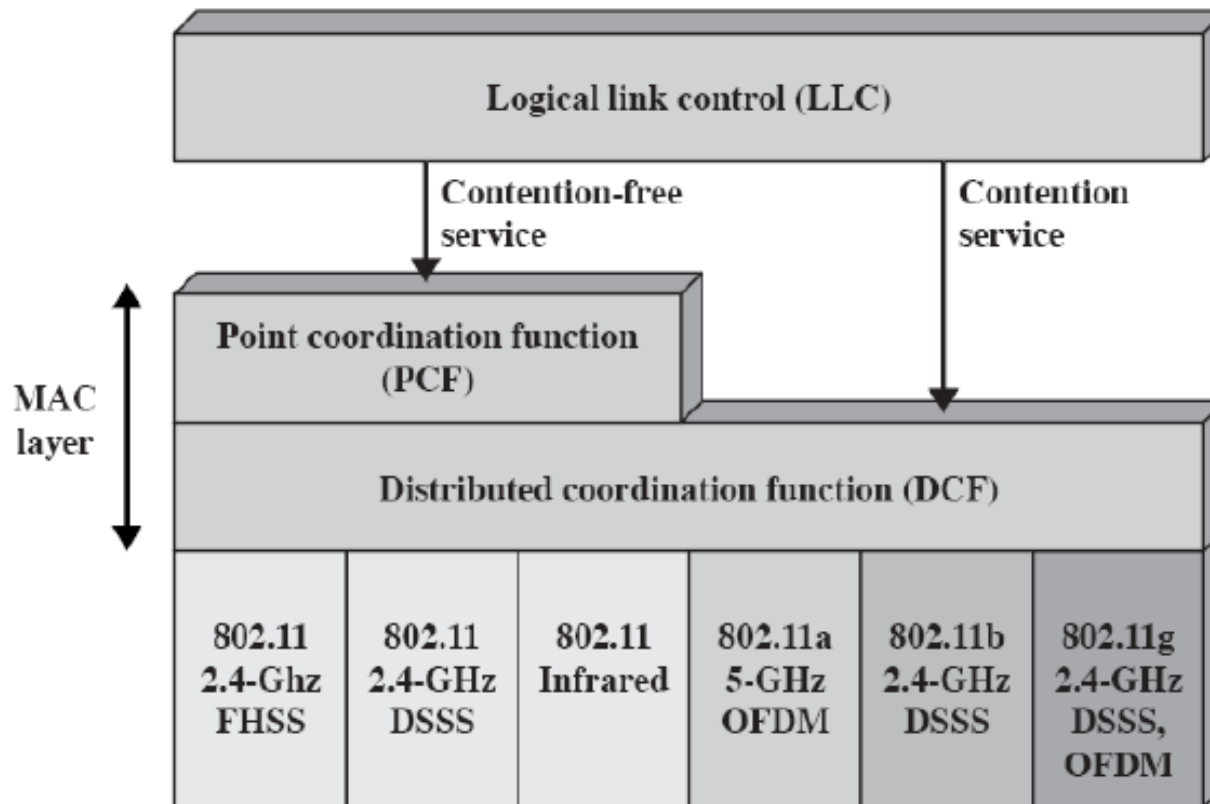 Logical link control (LLC)
Contention-free
service
Contention
service
Point coordination function
(PCF)
MAC
layer
Distributed coordination function (DCF)
802.11
2.4-Ghz
FHSS
802.11
2.4-GHz
DSSS
802.11
Infrared
802.11a
5-GHz
OFDM
802.11b
2.4-GHz
DSSS
802.11g
2.4-GHz
DSSS,
OFDM